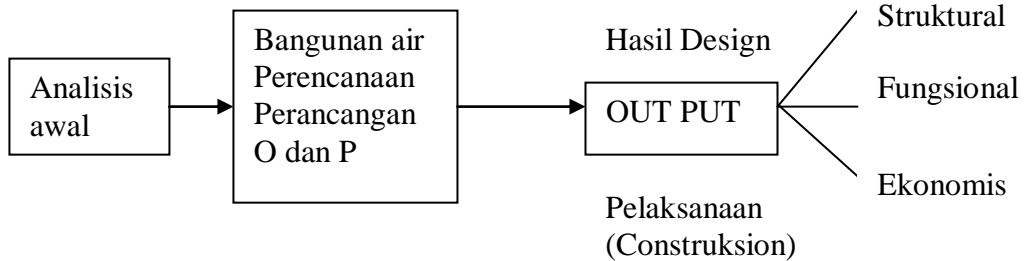 Analisis
awal
Bangunan air
Perencanaan
Perancangan
O dan P
Hasil Design
OUT PUT
Pelaksanaan
(Construksion)
Struktural
Fungsional
Ekonomis